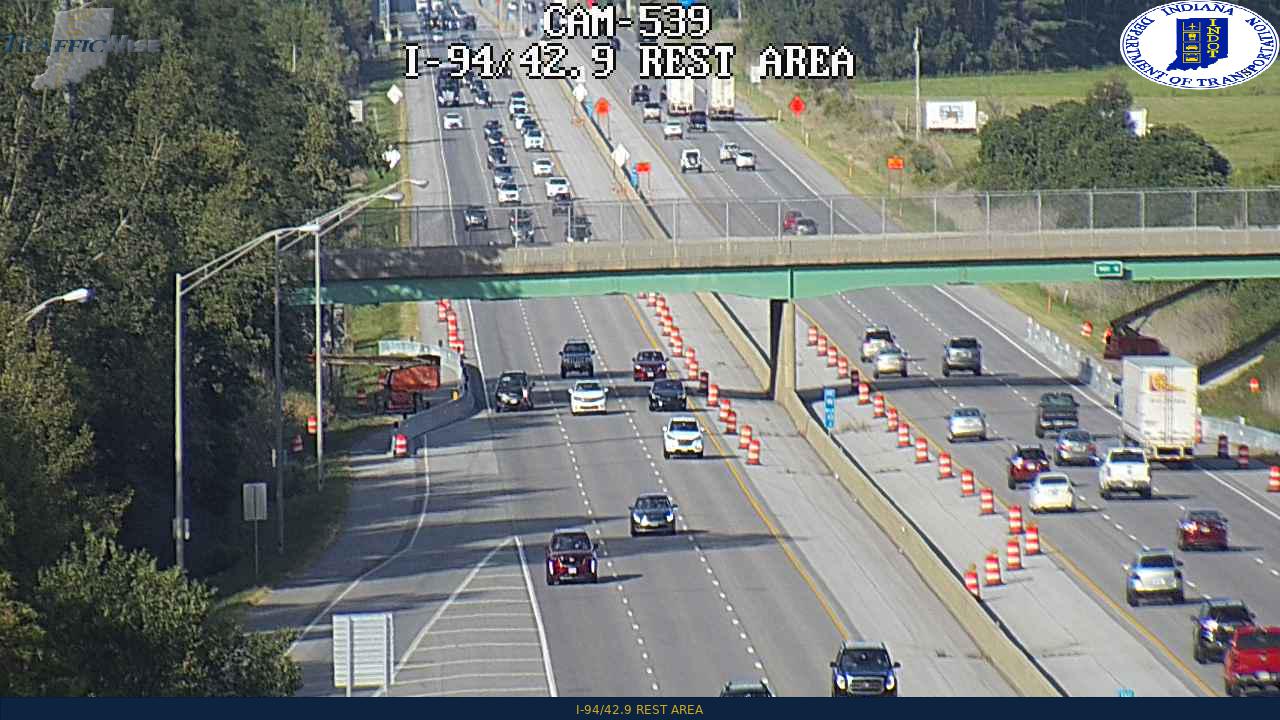 CAM-539
I-94/42.9 REST AREA
TRAFFICWISE
INDIANA
DEPARTMENT OF TRANSPORTATION
INDOT
I-94/42.9 REST AREA